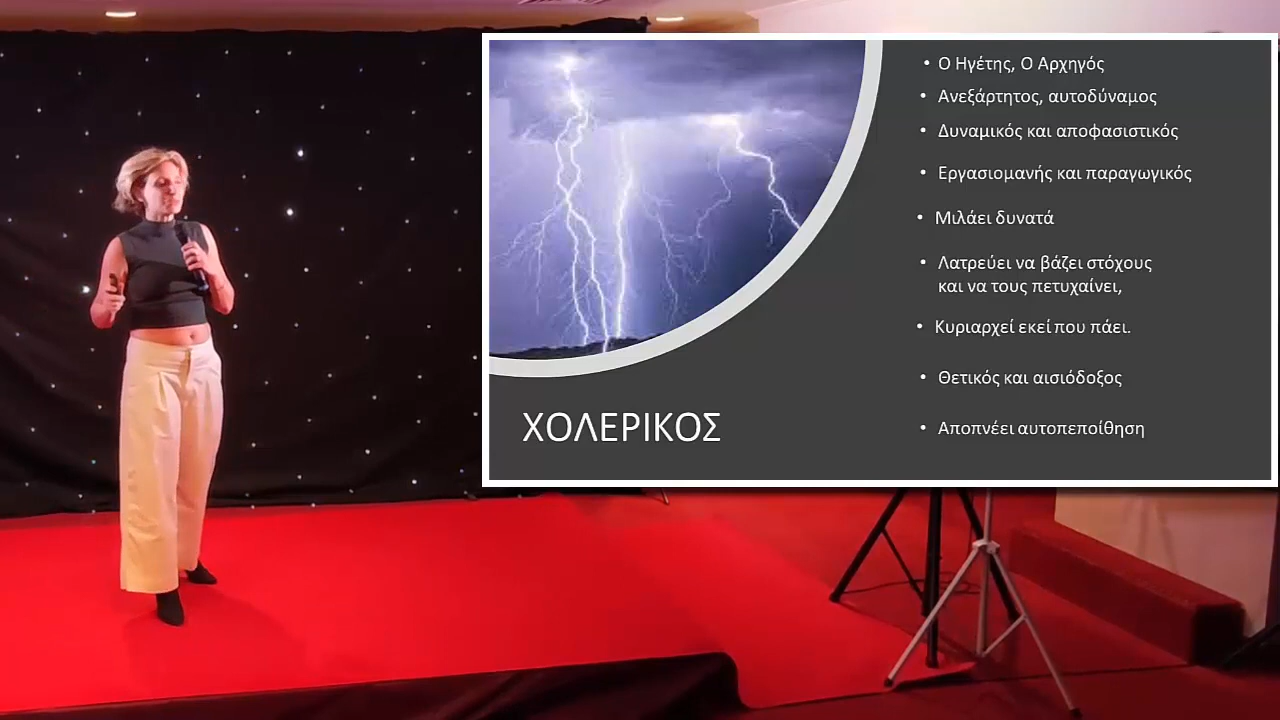 • Ο Ηγέτης, Ο Αρχηγός
• Ανεξάρτητος, αυτοδύναμος
• Δυναμικός και αποφασιστικός
• Εργασιομανής και παραγωγικός
• Μιλάει δυνατά
• Λατρεύει να βάζει στόχους
και να τους πετυχαίνει,
• Κυριαρχεί εκεί που πάει.
• Θετικός και αισιόδοξος
• Αποπνέει αυτοπεποίθηση
ΧΟΛΕΡΙΚΟΣ